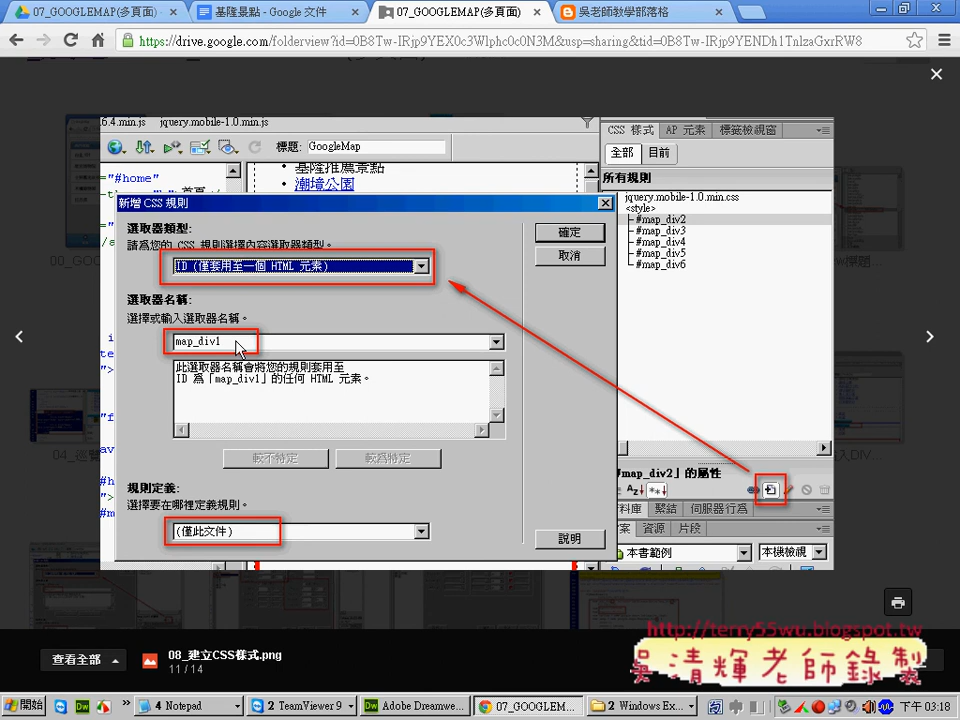 07_GOOGLEMAP(多頁面) -
基隆景點 - Google 文件
07_GOOGLEMAP(多頁面)
吳老師教學部落格
https://drive.google.com/folderview?id=0B8Tw-IRjp9YEX0c3Wlphc0c0N3M&usp=sharing&tid=0B8Tw-IRjp9YENDh1TnlzaGxrRW8
6.4.min.js jquery.mobile-1.0.min.js
標題: GoogleMap
CSS 樣式 AP 元素 標籤檢視窗
全部 目前
所有規則
jquery.mobile-1.0.min.css
<style>
#map_div2
#map_div3
#map_div4
#map_div5
#map_div6
="#home"
基隆推薦景點
潮境公園
新增 CSS 規則
選取器類型:
請為您的 CSS 規則選擇內容選取器類型。
ID (僅套用至一個 HTML 元素)
確定
取消
選取器名稱:
選擇或輸入選取器名稱。
map_div1
此選取器名稱會將您的規則套用至
ID 為「map_div1」的任何 HTML 元素。
較不特定 較為特定
規則定義:
選擇要在哪裡定義規則。
(僅此文件)
說明
#map_div2」的屬性
料庫 繫結 伺服器行為
案 資源 片段
本書範例 本機檢視
查看全部
08_建立CSS樣式.png
11 / 14
http://terry55wu.blogspot.tw
吳清輝老師錄製
開始
4 Notepad
2 TeamViewer 9
Adobe Dreamwe...
07_GOOGLEM...
2 Windows Ex...
下午 03:18